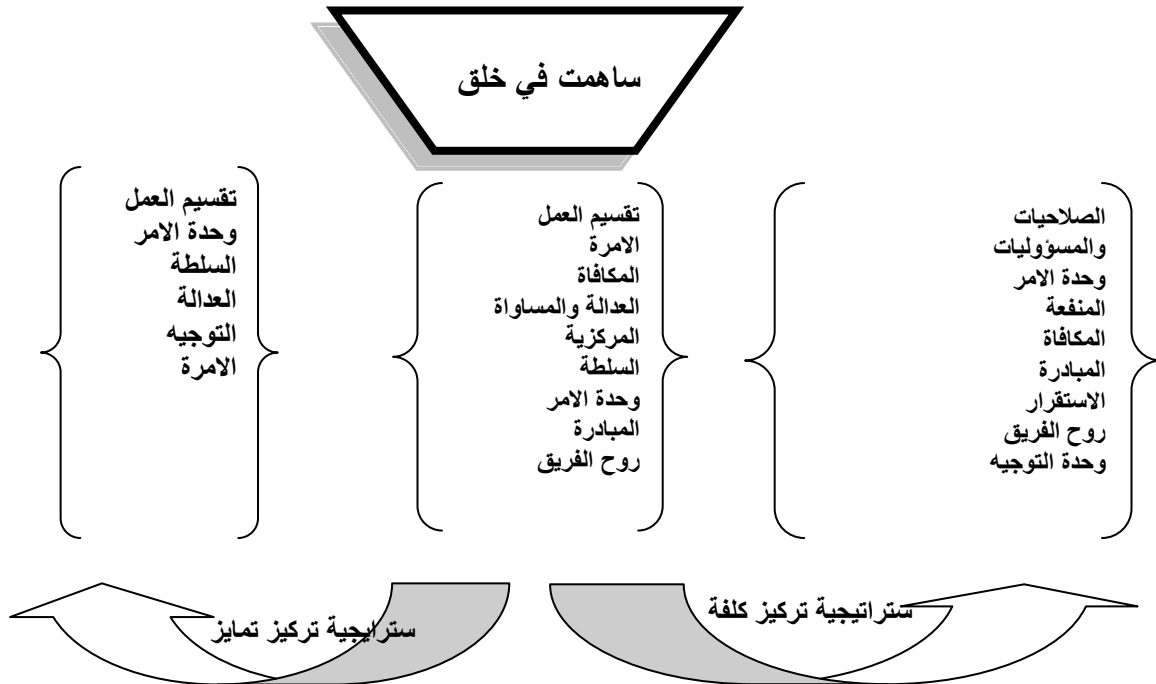 ساهمت في خلق
الصلاحيات
والمسؤوليات
وحدة الامر
المنفعة
المكافاة
المبادرة
الاستقرار
روح الفريق
وحدة التوجيه
تقسيم العمل
الامرة
المكافاة
العدالة والمساواة
المركزية
السلطة
وحدة الامر
المبادرة
روح الفريق
تقسيم العمل
وحدة الامر
السلطة
العدالة
التوجيه
الامرة
ستراتيجية تركيز كلفة
سترايجية تركيز تمايز